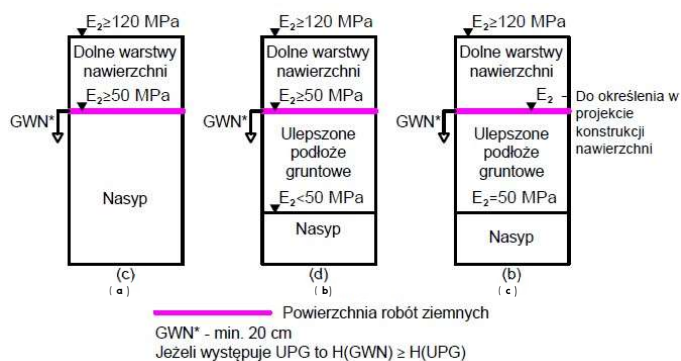 E₂≥120 MPa
Dolne warstwy
nawierzchni
E₂≥50 MPa
GWN*
Nasyp
(c)
(a)
E₂≥120 MPa
Dolne warstwy
nawierzchni
E₂≥50 MPa
GWN*
Ulepszone
podłoże
gruntowe
E₂<50 MPa
Nasyp
(d)
(b)
E₂≥120 MPa
Dolne warstwy
nawierzchni
E₂ - Do określenia w
projekcie
konstrukcji
nawierzchni
GWN*
Ulepszone
podłoże
gruntowe
E₂=50 MPa
Nasyp
(b)
(c)
Powierzchnia robót ziemnych
GWN* - min. 20 cm
Jeżeli występuje UPG to H(GWN) ≥ H(UPG)